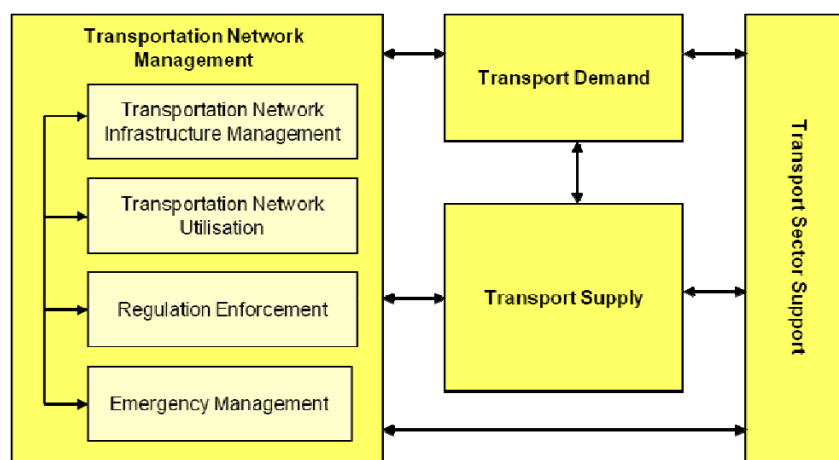 Transportation Network
Management
Transportation Network
Infrastructure Management
Transportation Network
Utilisation
Regulation Enforcement
Emergency Management
Transport Demand
Transport Supply
Transport Sector Support